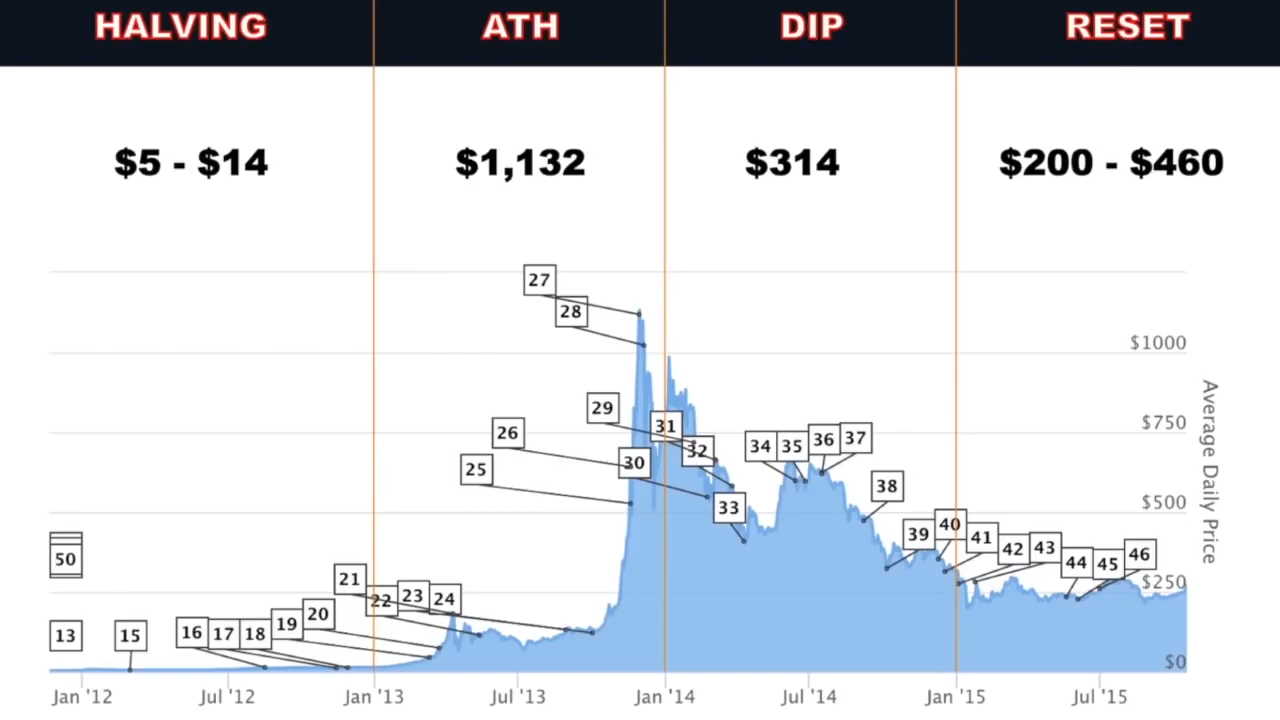 HALVING ATH DIP RESET
$5 - $14 $1,132 $314 $200 - $460
27
28
$1000
29
31
$750
26
32
34 35 36 37
30
25
38
$500
33
39 40 41 42 43 44 45 46
50
21
22 23 24
$250
20
19
13 15 16 17 18
$0
Average Daily Price
Jan '12 Jul '12 Jan '13 Jul '13 Jan '14 Jul '14 Jan '15 Jul '15